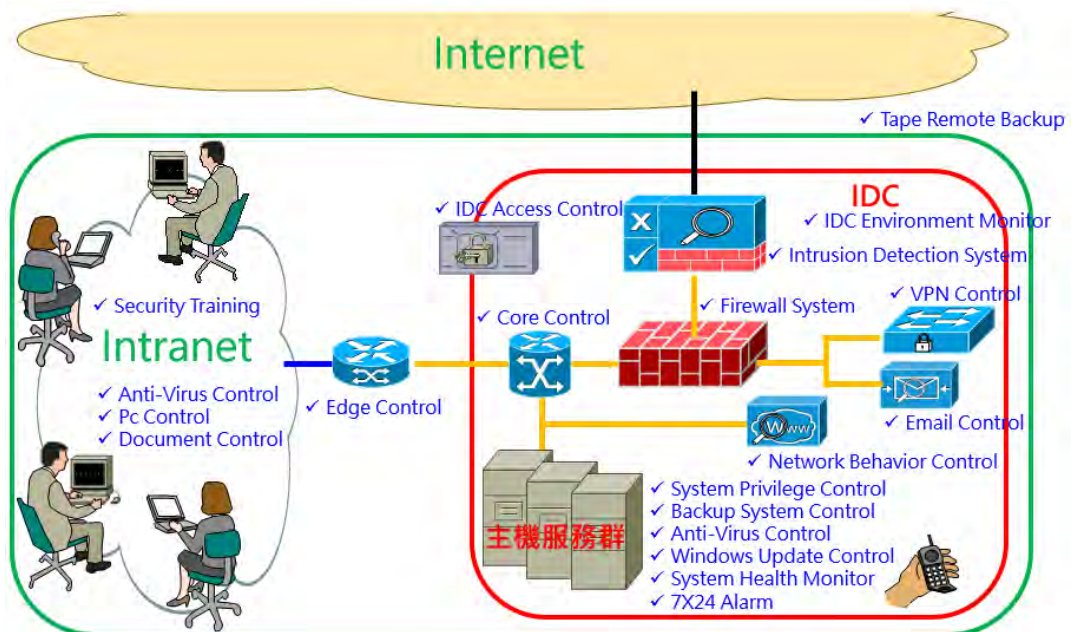 Internet
✓ Tape Remote Backup
IDC
✓ IDC Access Control
✓ IDC Environment Monitor
✓ Intrusion Detection System
✓ Security Training
✓ Firewall System
✓ VPN Control
✓ Core Control
Intranet
✓ Anti-Virus Control
✓ Pc Control
✓ Document Control
✓ Edge Control
✓ Email Control
www
✓ Network Behavior Control
主機服務群
✓ System Privilege Control
✓ Backup System Control
✓ Anti-Virus Control
✓ Windows Update Control
✓ System Health Monitor
✓ 7X24 Alarm